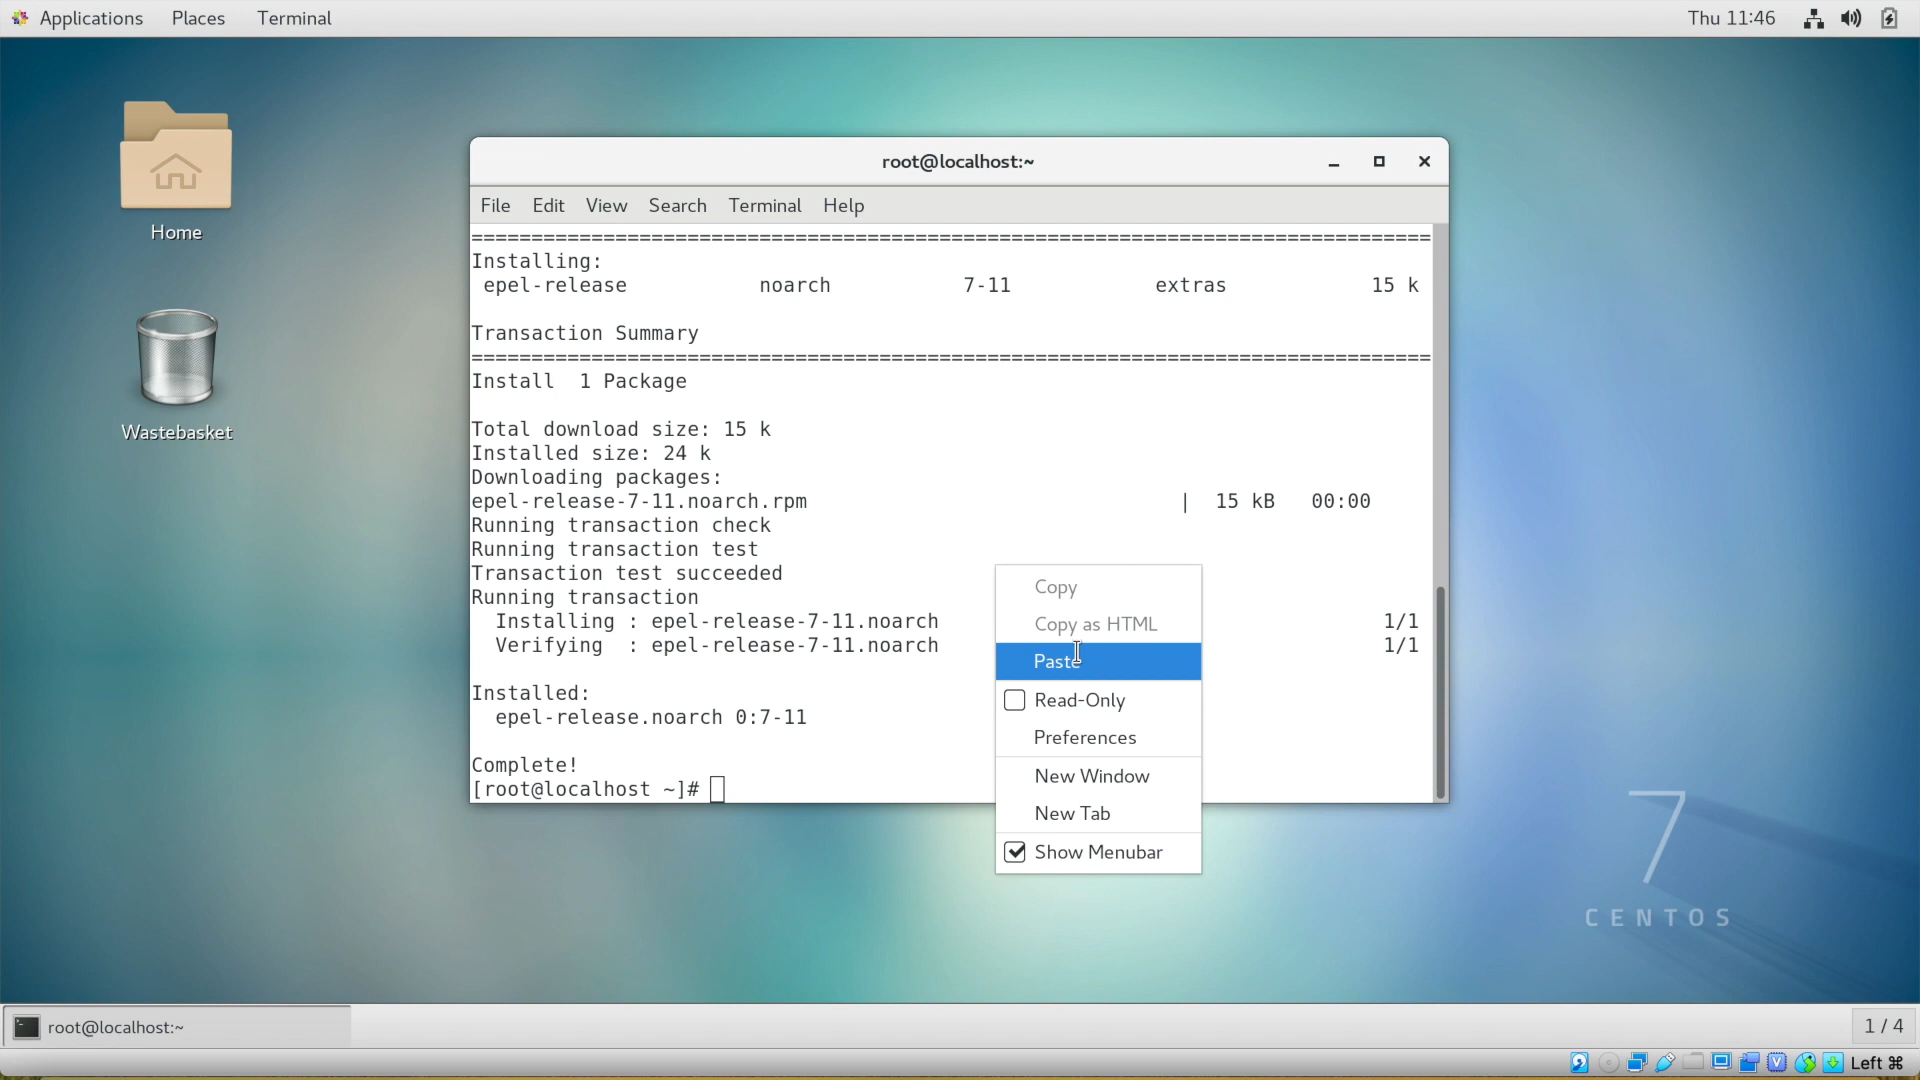 Applications Places Terminal Thu 11:46
Home
Wastebasket
root@localhost:~
File Edit View Search Terminal Help
================================================================================
Installing:
 epel-release           noarch           7-11            extras            15 k

Transaction Summary
================================================================================
Install  1 Package

Total download size: 15 k
Installed size: 24 k
Downloading packages:
epel-release-7-11.noarch.rpm                               |  15 kB   00:00
Running transaction check
Running transaction test
Transaction test succeeded
Running transaction
  Installing : epel-release-7-11.noarch                                     1/1
  Verifying  : epel-release-7-11.noarch                                     1/1

Installed:
  epel-release.noarch 0:7-11

Complete!
[root@localhost ~]#
Copy
Copy as HTML
Paste
Read-Only
Preferences
New Window
New Tab
Show Menubar
7
CENTOS
root@localhost:~ 1 / 4
Left ⌘